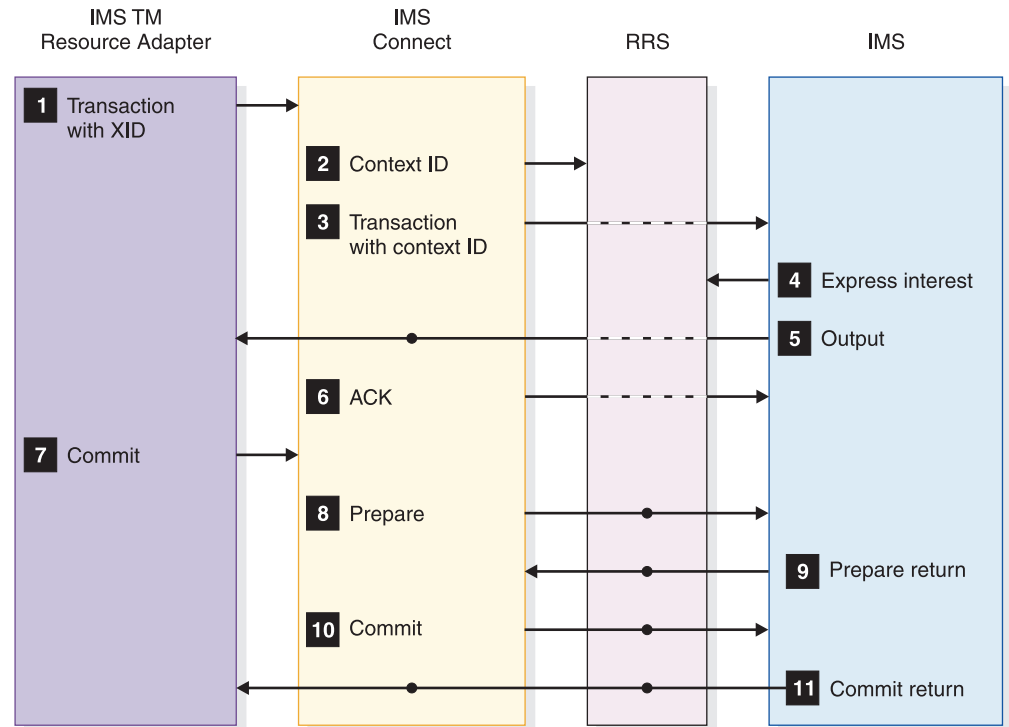 IMS TM
Resource Adapter
IMS
Connect
RRS
IMS
1 Transaction
with XID
2 Context ID
3 Transaction
with context ID
4 Express interest
5 Output
6 ACK
7 Commit
8 Prepare
9 Prepare return
10 Commit
11 Commit return